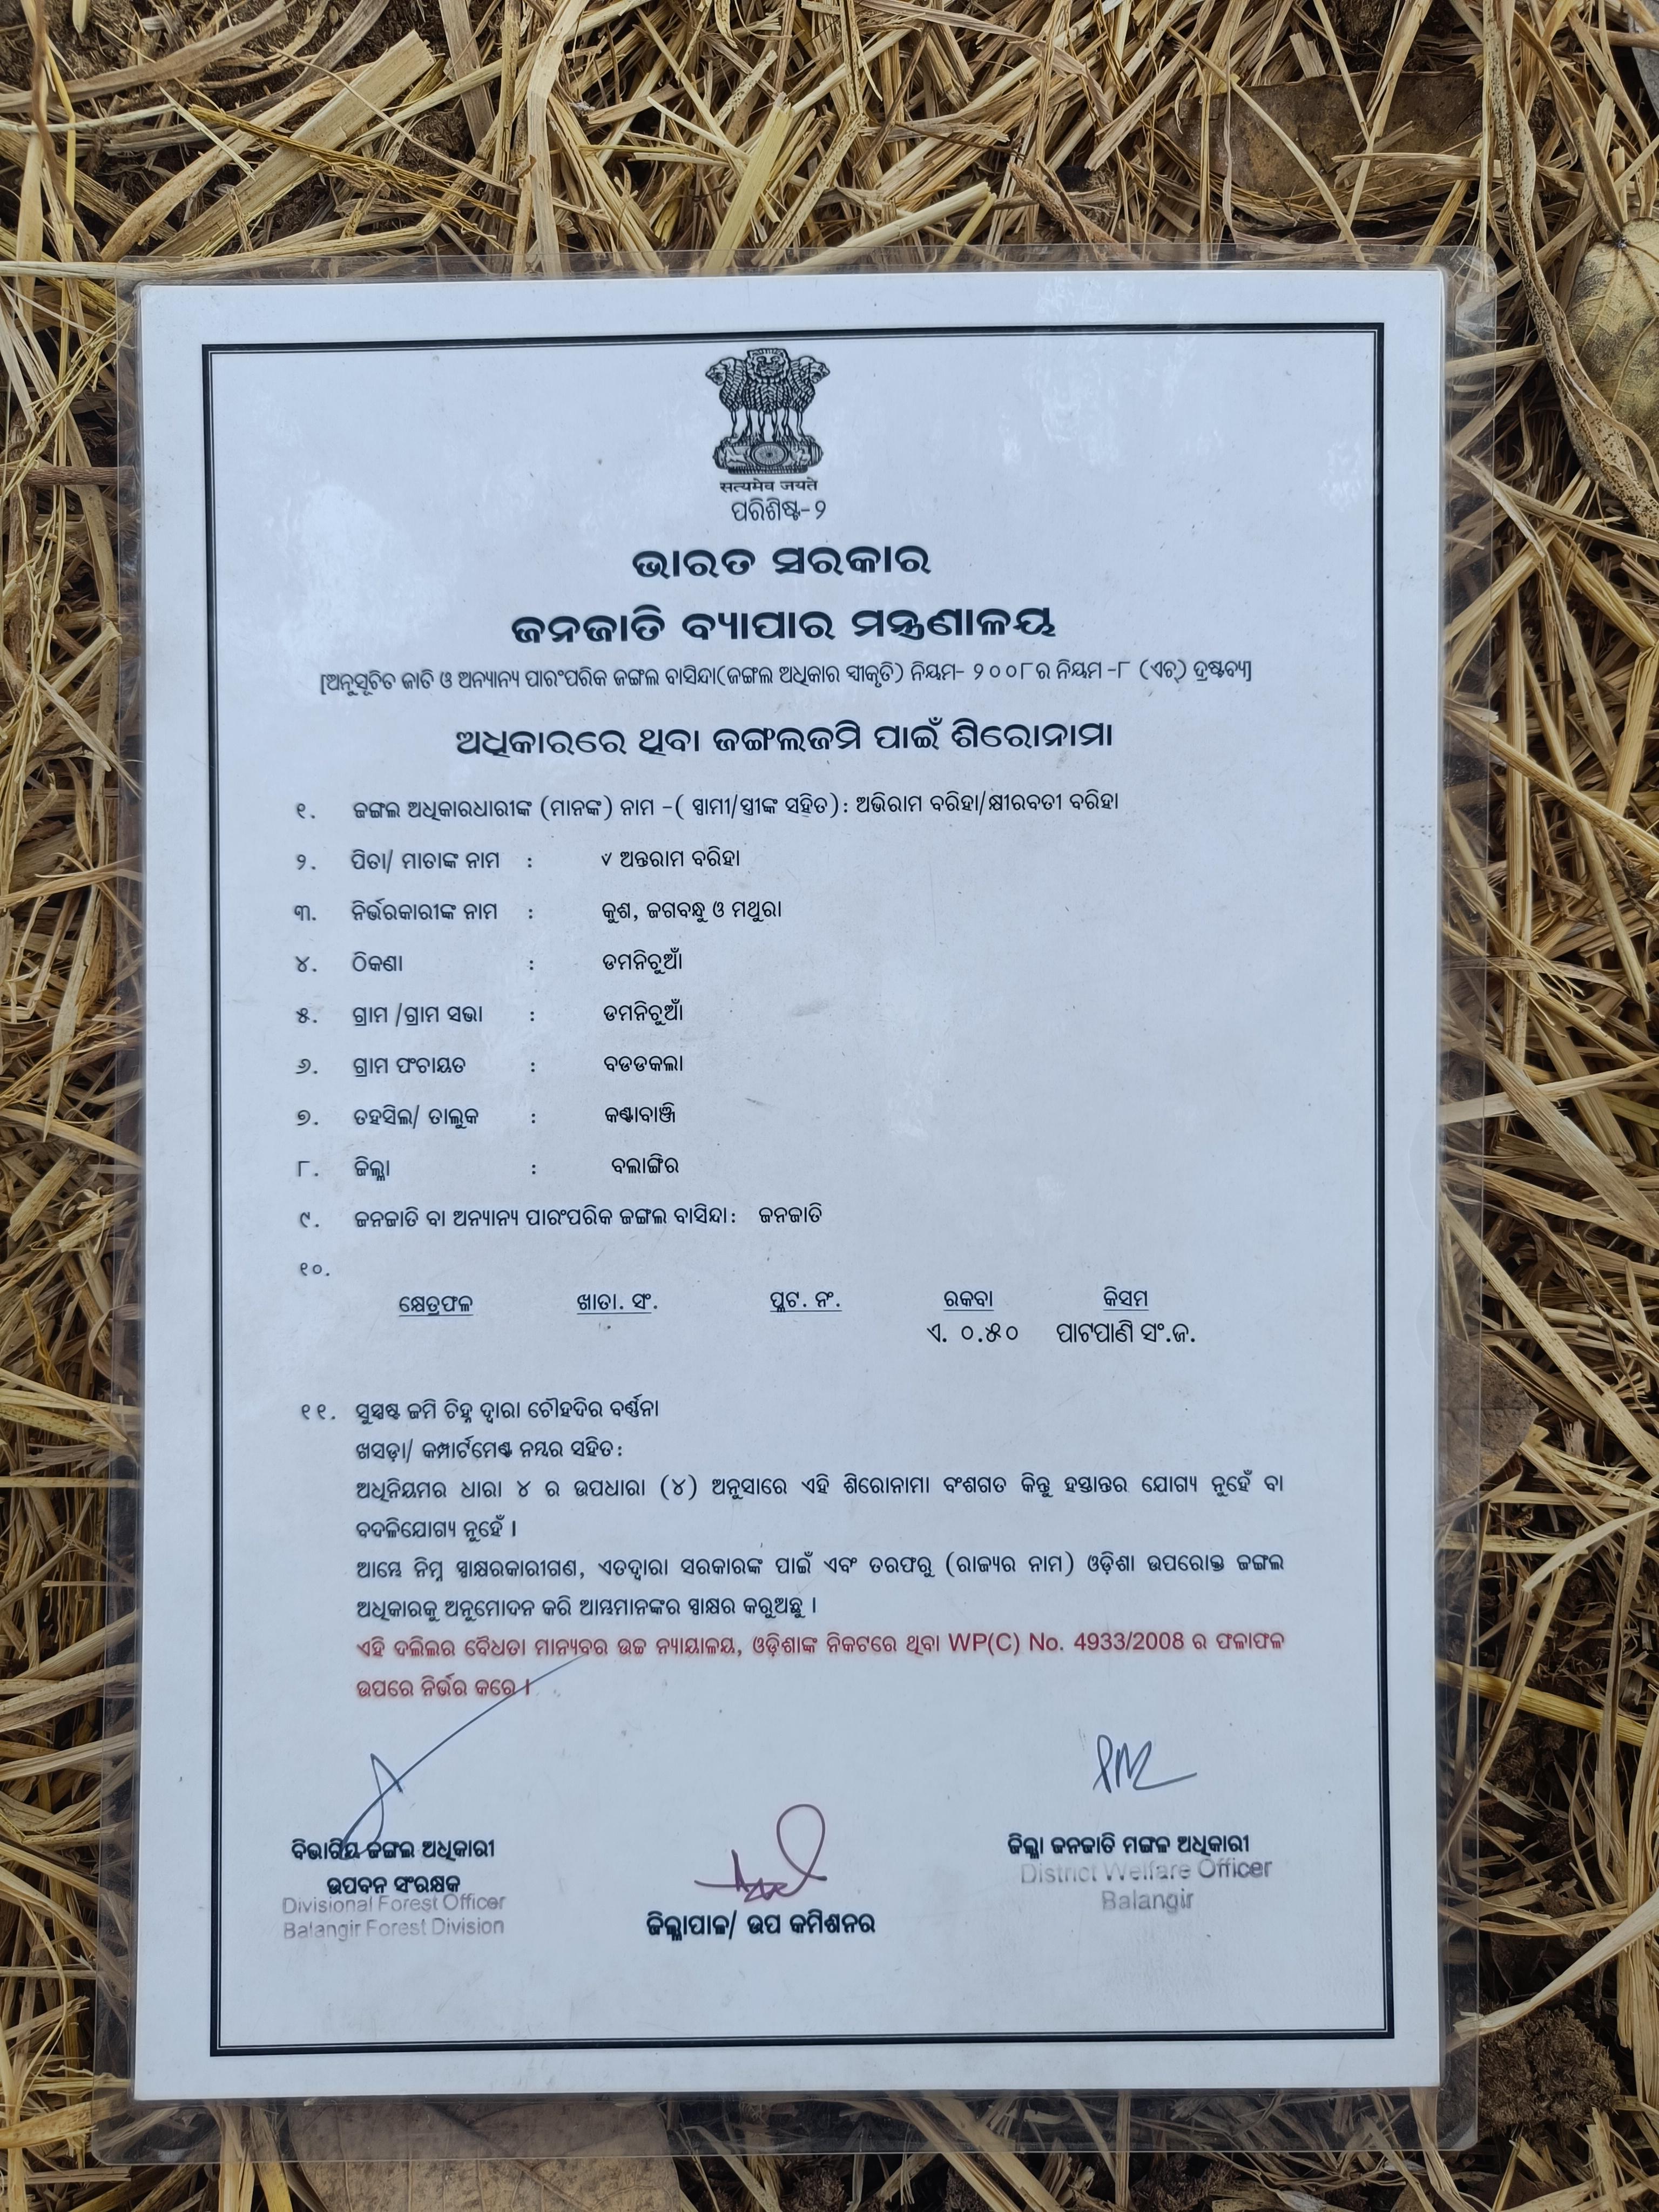 सत्यमेव जयते
ପରିଶିଷ୍ଟ-୨
ଭାରତ ସରକାର
ଜନଜାତି ବ୍ୟାପାର ମନ୍ତ୍ରଣାଳୟ
[ଅନୁସୂଚିତ ଜାତି ଓ ଅନ୍ୟାନ୍ୟ ପାରଂପରିକ ଜଙ୍ଗଲ ବାସିନ୍ଦା(ଜଙ୍ଗଲ ଅଧିକାର ସ୍ୱୀକୃତି) ନିୟମ- ୨୦୦୮ର ନିୟମ -୮ (ଏଚ୍) ଦ୍ରଷ୍ଟବ୍ୟ]
ଅଧିକାରରେ ଥିବା ଜଙ୍ଗଲଜମି ପାଇଁ ଶିରୋନାମା
୧. ଜଙ୍ଗଲ ଅଧିକାରଧାରୀଙ୍କ (ମାନଙ୍କ) ନାମ -( ସ୍ୱାମୀ/ସ୍ତ୍ରୀଙ୍କ ସହିତ): ଅଭିରାମ ବରିହା/କ୍ଷୀରବତୀ ବରିହା
୨. ପିତା/ ମାତାଙ୍କ ନାମ : ୰ ଅନ୍ତରାମ ବରିହା
୩. ନିର୍ଭରକାରୀଙ୍କ ନାମ : କୁଶ, ଜଗବନ୍ଧୁ ଓ ମଥୁରା
୪. ଠିକଣା : ଡମନିଚୁଆଁ
୫. ଗ୍ରାମ /ଗ୍ରାମ ସଭା : ଡମନିଚୁଆଁ
୬. ଗ୍ରାମ ପଂଚାୟତ : ବଡଡକଲା
୭. ତହସିଲ/ ତାଲୁକ : କଣ୍ଟାବାଞ୍ଜି
୮. ଜିଲ୍ଲା : ବଲାଙ୍ଗିର
୯. ଜନଜାତି ବା ଅନ୍ୟାନ୍ୟ ପାରଂପରିକ ଜଙ୍ଗଲ ବାସିନ୍ଦା: ଜନଜାତି
୧୦.
କ୍ଷେତ୍ରଫଳ ଖାତା. ସଂ. ପ୍ଲଟ. ନଂ. ରକବା କିସମ
ଏ. ୦.୫୦ ପାଟପାଣି ସଂ.ଜ.
୧୧. ସୁସ୍ପଷ୍ଟ ଜମି ଚିହ୍ନ ଦ୍ୱାରା ଚୌହଦିର ବର୍ଣ୍ଣନା
ଖସଡ଼ା/ କମ୍ପାର୍ଟମେଣ୍ଟ ନମ୍ୱର ସହିତ:
ଅଧିନିୟମର ଧାରା ୪ ର ଉପଧାରା (୪) ଅନୁସାରେ ଏହି ଶିରୋନାମା ବଂଶଗତ କିନ୍ତୁ ହସ୍ତାନ୍ତର ଯୋଗ୍ୟ ନୁହେଁ ବା
ବଦଳିଯୋଗ୍ୟ ନୁହେଁ ।
ଆମ୍ଭେ ନିମ୍ନ ସ୍ୱାକ୍ଷରକାରୀଗଣ, ଏତଦ୍ୱାରା ସରକାରଙ୍କ ପାଇଁ ଏବଂ ତରଫରୁ (ରାଜ୍ୟର ନାମ) ଓଡ଼ିଶା ଉପରୋକ୍ତ ଜଙ୍ଗଲ
ଅଧିକାରକୁ ଅନୁମୋଦନ କରି ଆମ୍ଭମାନଙ୍କର ସ୍ୱାକ୍ଷର କରୁଅଛୁ ।
ଏହି ଦଲିଲର ବୈଧତା ମାନ୍ୟବର ଉଚ୍ଚ ନ୍ୟାୟାଳୟ, ଓଡ଼ିଶାଙ୍କ ନିକଟରେ ଥିବା WP(C) No. 4933/2008 ର ଫଳାଫଳ
ଉପରେ ନିର୍ଭର କରେ ।
ବିଭାଗିୟ ଜଙ୍ଗଲ ଅଧିକାରୀ
ଉପବନ ସଂରକ୍ଷକ
Divisional Forest Officer
Balangir Forest Division
ଜିଲ୍ଲାପାଳ/ ଉପ କମିଶନର
ଜିଲ୍ଲା ଜନଜାତି ମଙ୍ଗଳ ଅଧିକାରୀ
District Welfare Officer
Balangir